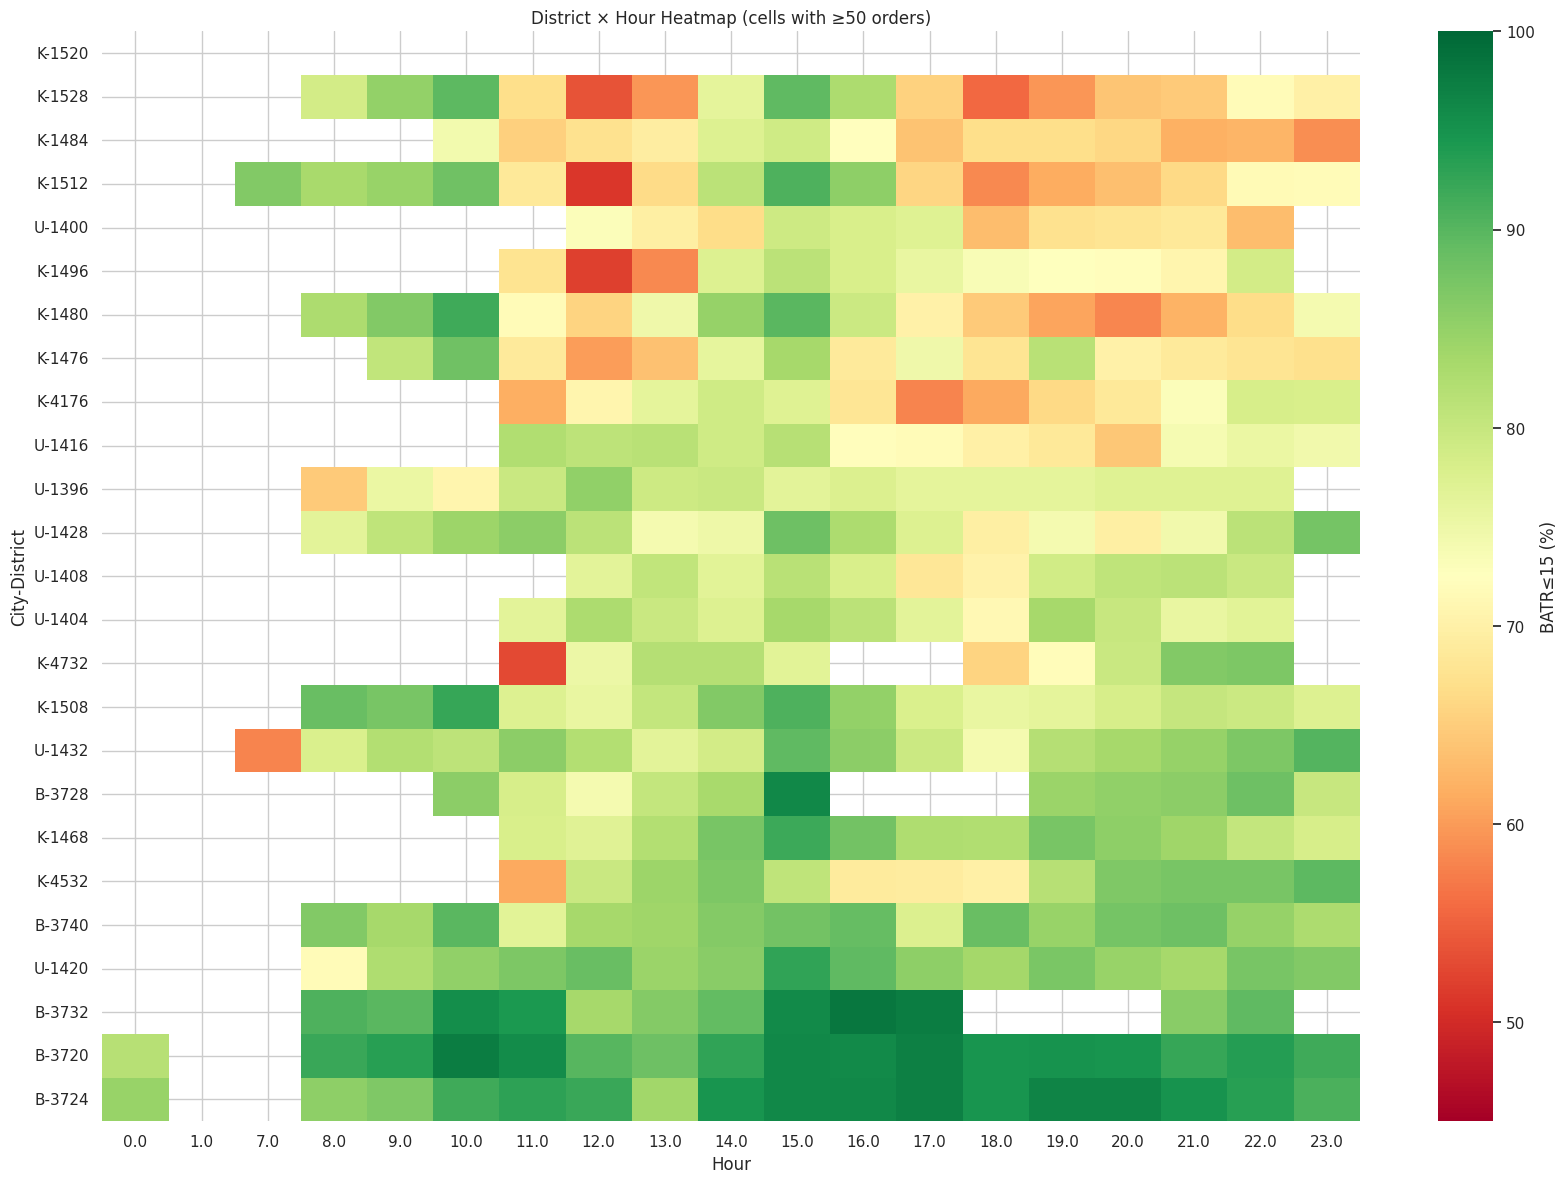 District × Hour Heatmap (cells with ≥50 orders)
K-1520
K-1528
K-1484
K-1512
U-1400
K-1496
K-1480
K-1476
K-4176
U-1416
U-1396
U-1428
U-1408
U-1404
K-4732
K-1508
U-1432
B-3728
K-1468
K-4532
B-3740
U-1420
B-3732
B-3720
B-3724
City-District
0.0 1.0 7.0 8.0 9.0 10.0 11.0 12.0 13.0 14.0 15.0 16.0 17.0 18.0 19.0 20.0 21.0 22.0 23.0
Hour
100
90
80
70
60
50
BATR≤15 (%)